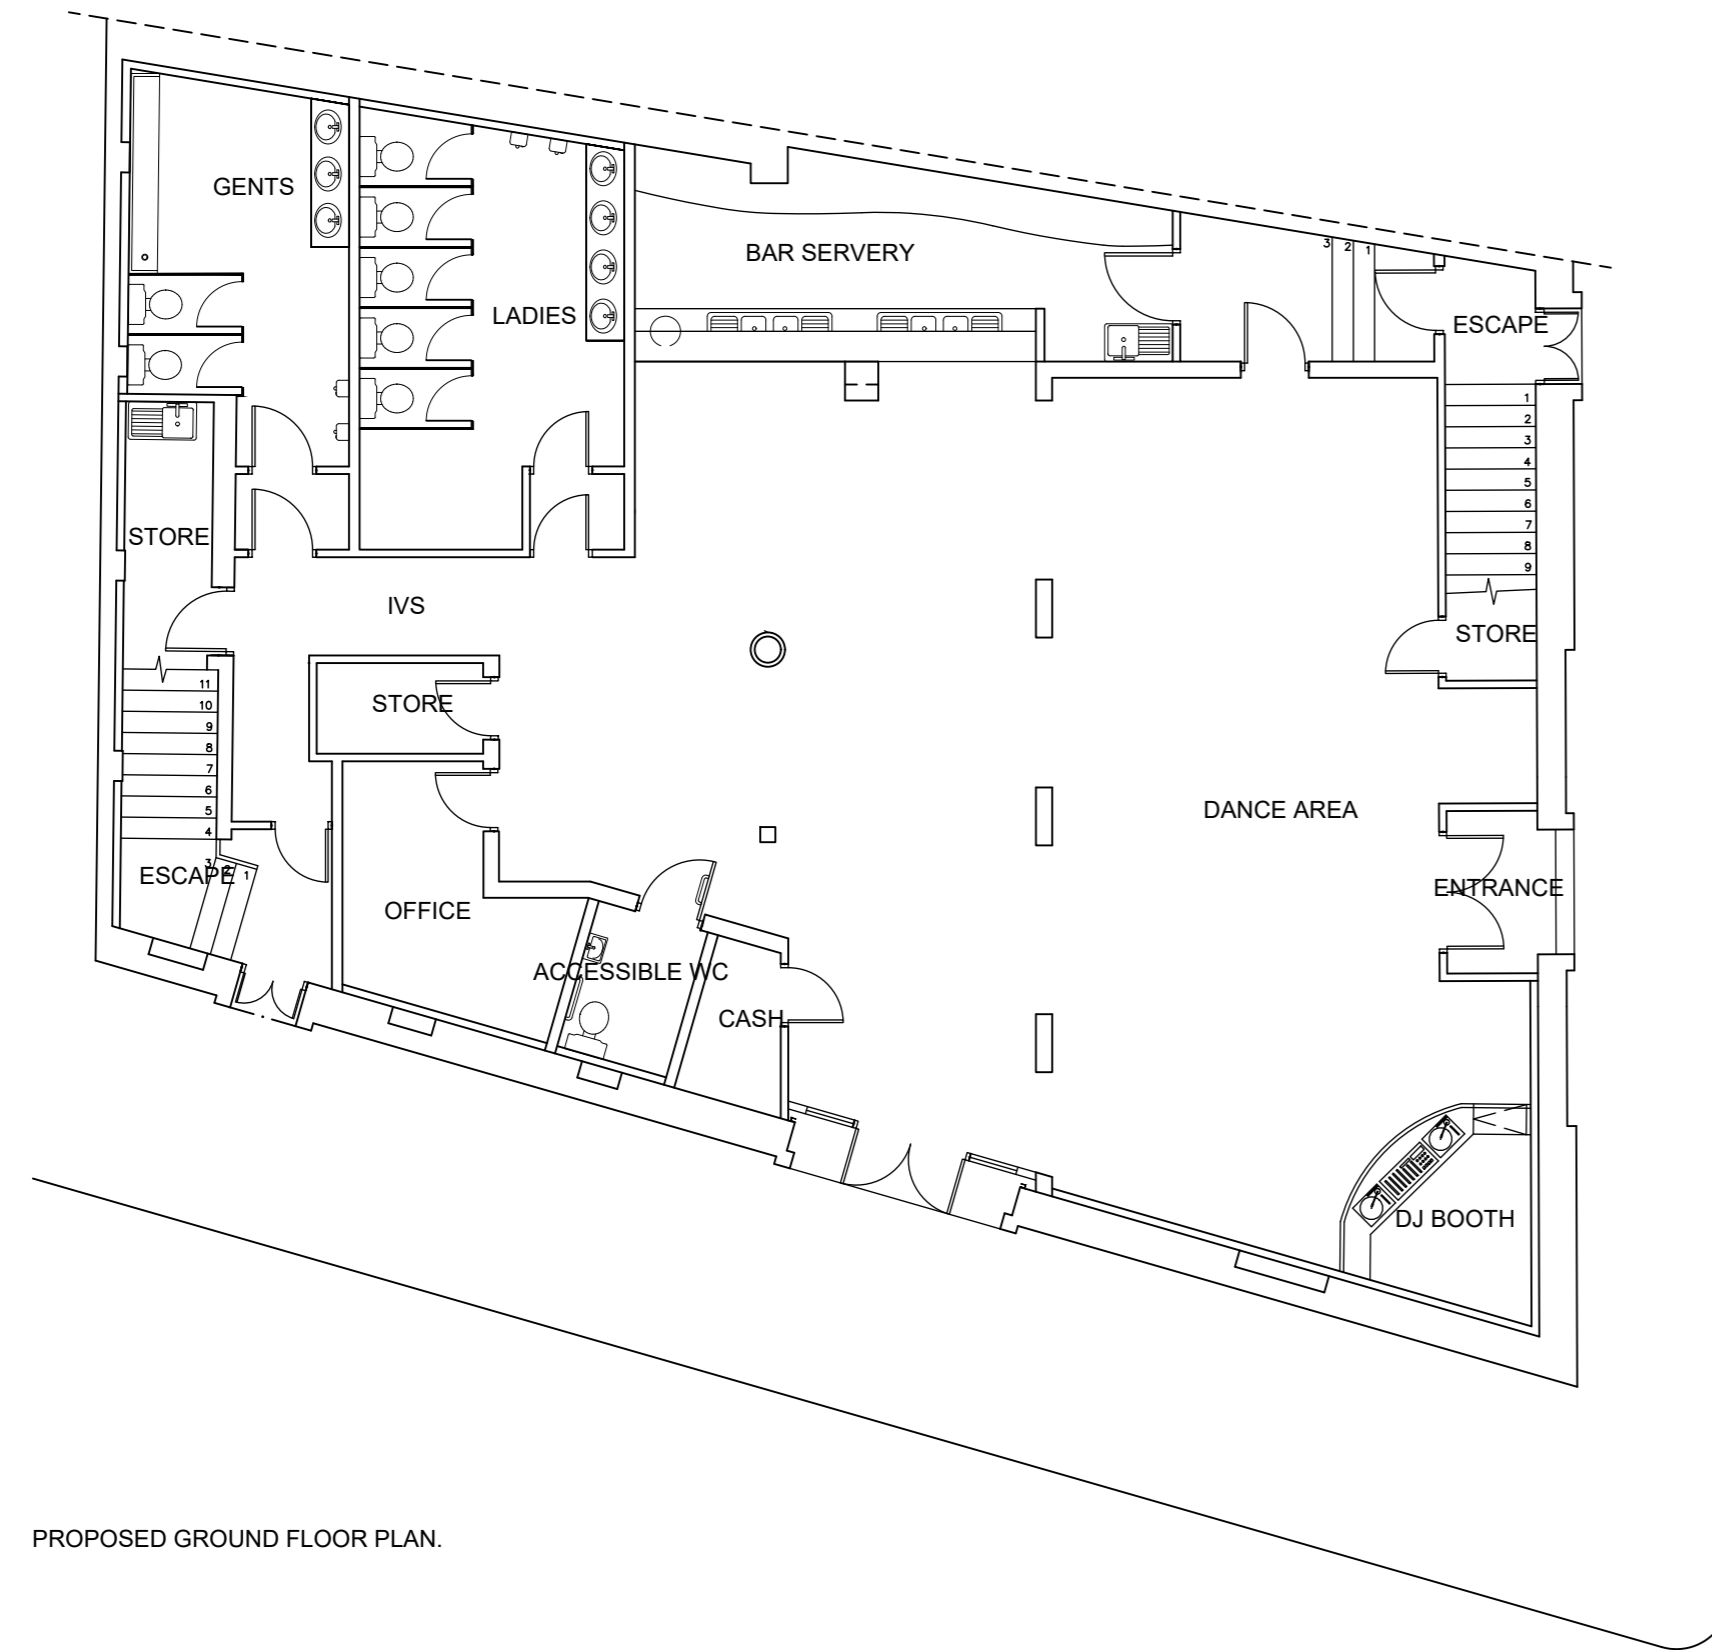 GENTS
BAR SERVERY
3
2
1
LADIES
ESCAPE
1
2
3
4
5
6
7
8
9
STORE
IVS
STORE
STORE
11
10
9
8
7
6
5
4
3
2
1
ESCAPE
DANCE AREA
ENTRANCE
OFFICE
ACCESSIBLE WC
CASH
DJ BOOTH
PROPOSED GROUND FLOOR PLAN.